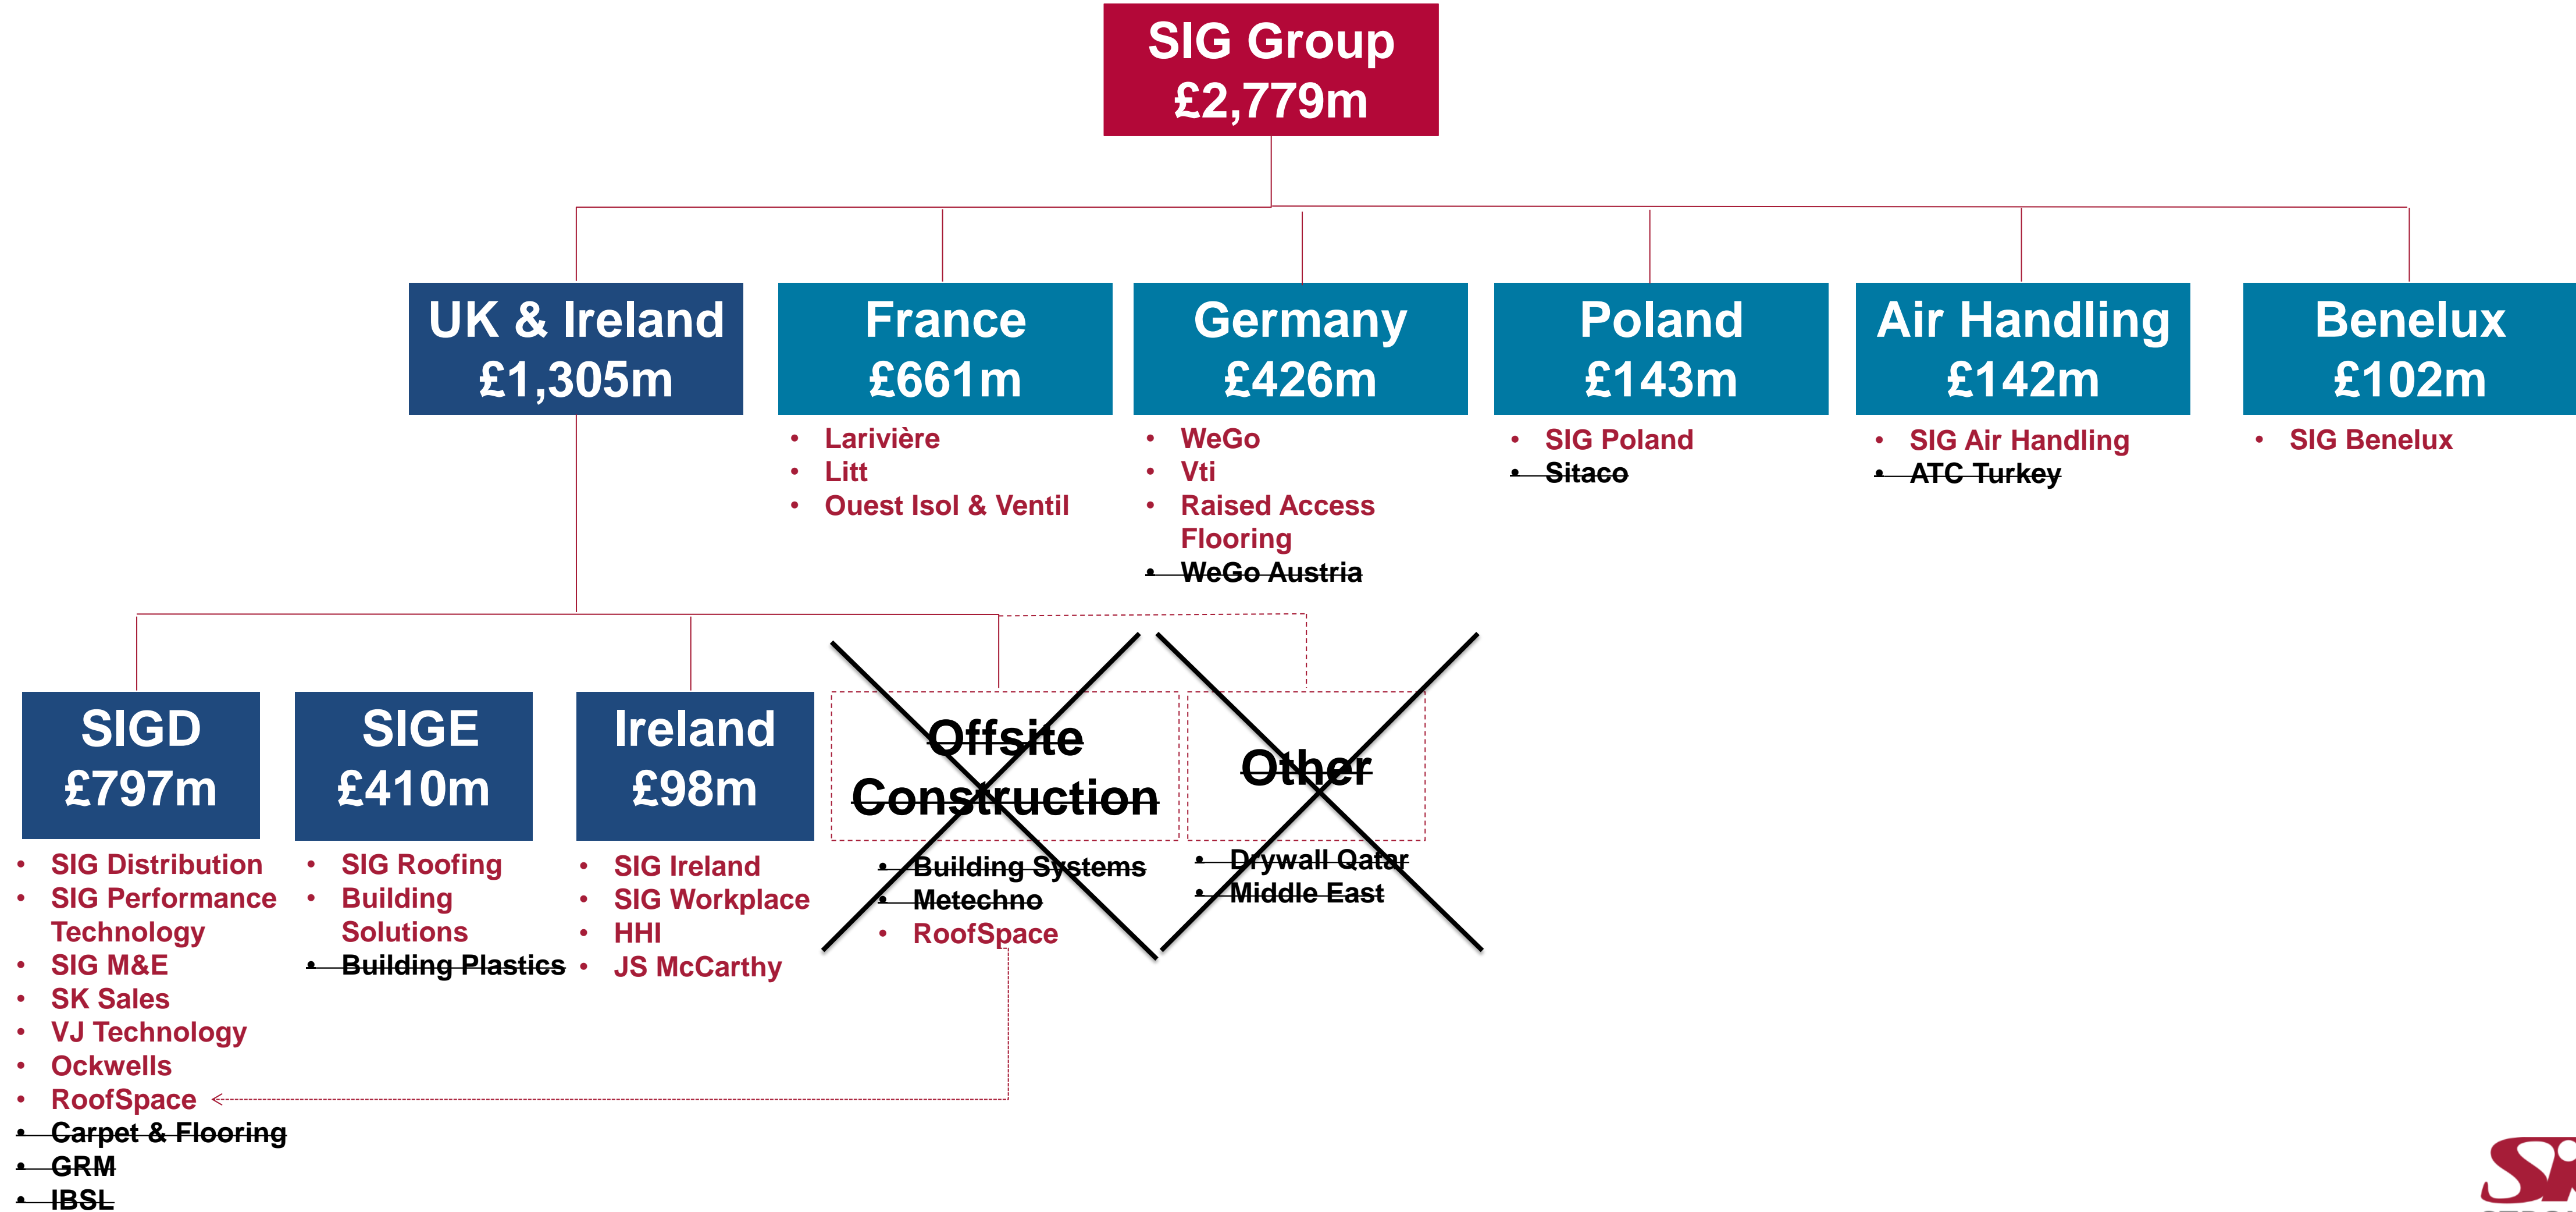 SIG Group
£2,779m
UK & Ireland
£1,305m
France
£661m
Germany
£426m
Poland
£143m
Air Handling
£142m
Benelux
£102m
• Larivière
• Litt
• Ouest Isol & Ventil
• WeGo
• Vti
• Raised Access
Flooring
• WeGo Austria
• SIG Poland
• Sitaco
• SIG Air Handling
• ATC Turkey
• SIG Benelux
SIGD
£797m
SIGE
£410m
Ireland
£98m
Offsite
Construction
Other
• SIG Distribution
• SIG Performance
Technology
• SIG M&E
• SK Sales
• VJ Technology
• Ockwells
• RoofSpace
• Carpet & Flooring
• GRM
• IBSL
• SIG Roofing
• Building
Solutions
• Building Plastics
• SIG Ireland
• SIG Workplace
• HHI
• JS McCarthy
• Building Systems
• Metechno
• RoofSpace
• Drywall Qatar
• Middle East